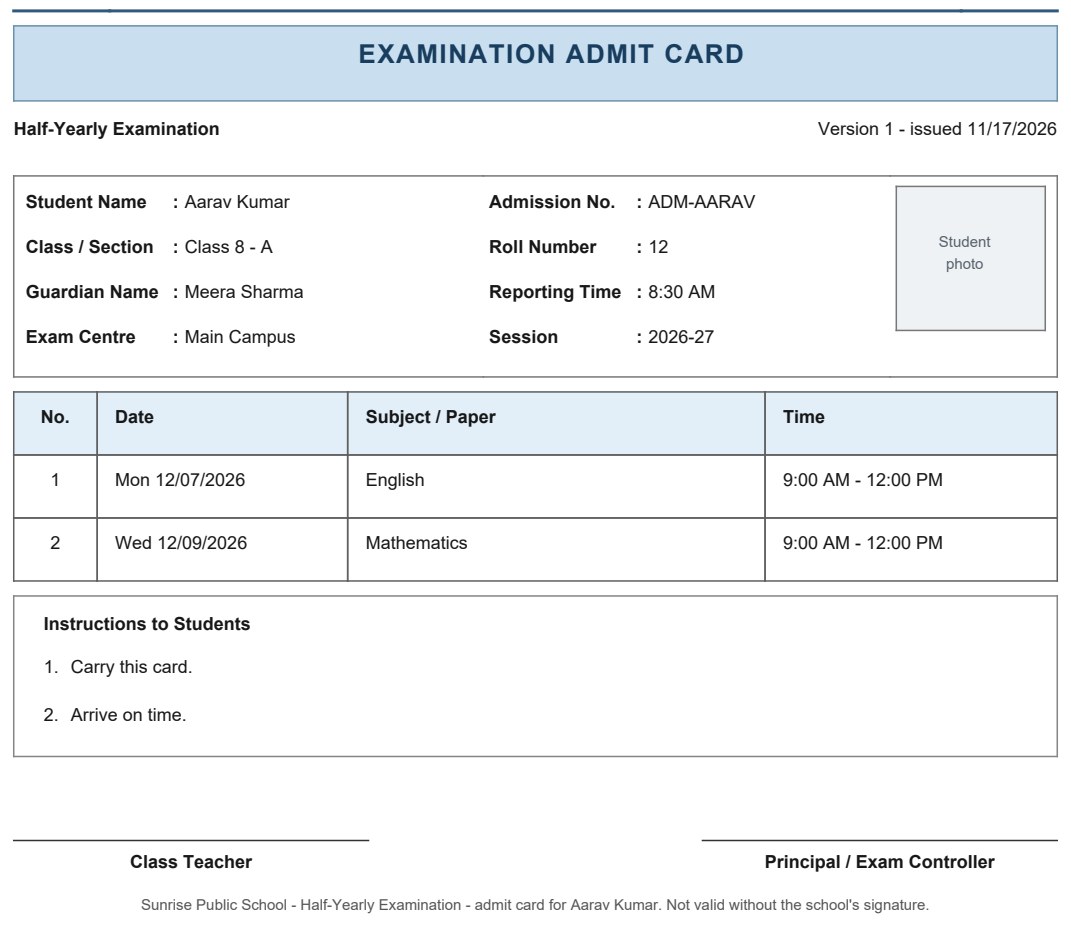 EXAMINATION ADMIT CARD
Half-Yearly Examination Version 1 - issued 11/17/2026
Student Name : Aarav Kumar Admission No. : ADM-AARAV
Class / Section : Class 8 - A Roll Number : 12
Guardian Name : Meera Sharma Reporting Time : 8:30 AM
Exam Centre : Main Campus Session : 2026-27
Student
photo
No. Date Subject / Paper Time
1 Mon 12/07/2026 English 9:00 AM - 12:00 PM
2 Wed 12/09/2026 Mathematics 9:00 AM - 12:00 PM
Instructions to Students
1. Carry this card.
2. Arrive on time.
Class Teacher Principal / Exam Controller
Sunrise Public School - Half-Yearly Examination - admit card for Aarav Kumar. Not valid without the school's signature.